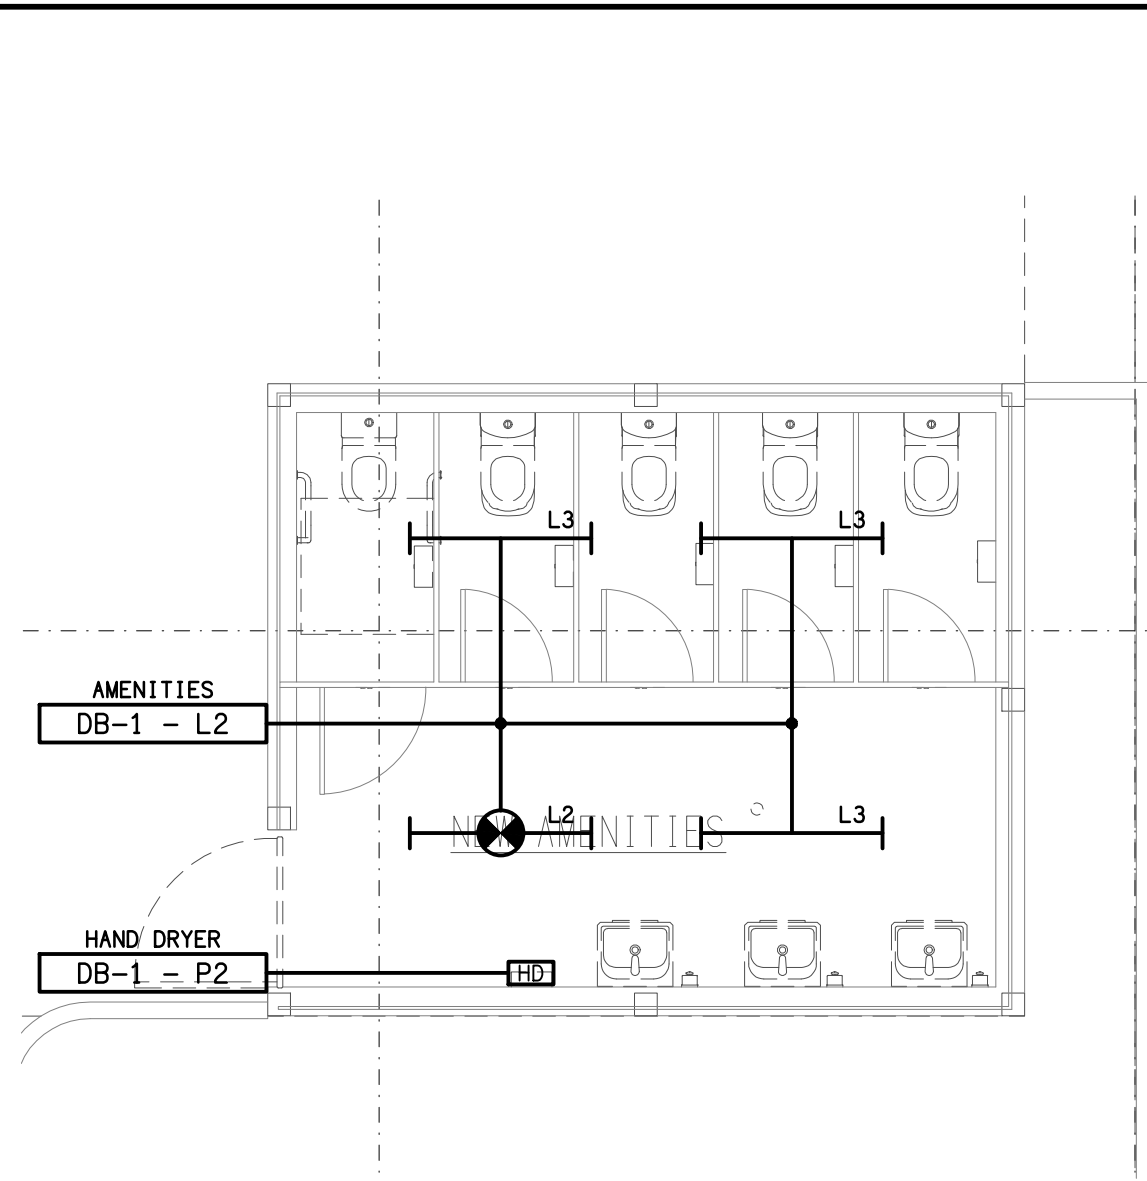 L3
L3
AMENITIES
DB-1 - L2
L2
L3
NEW AMENITIES
HAND DRYER
DB-1 - P2
HD